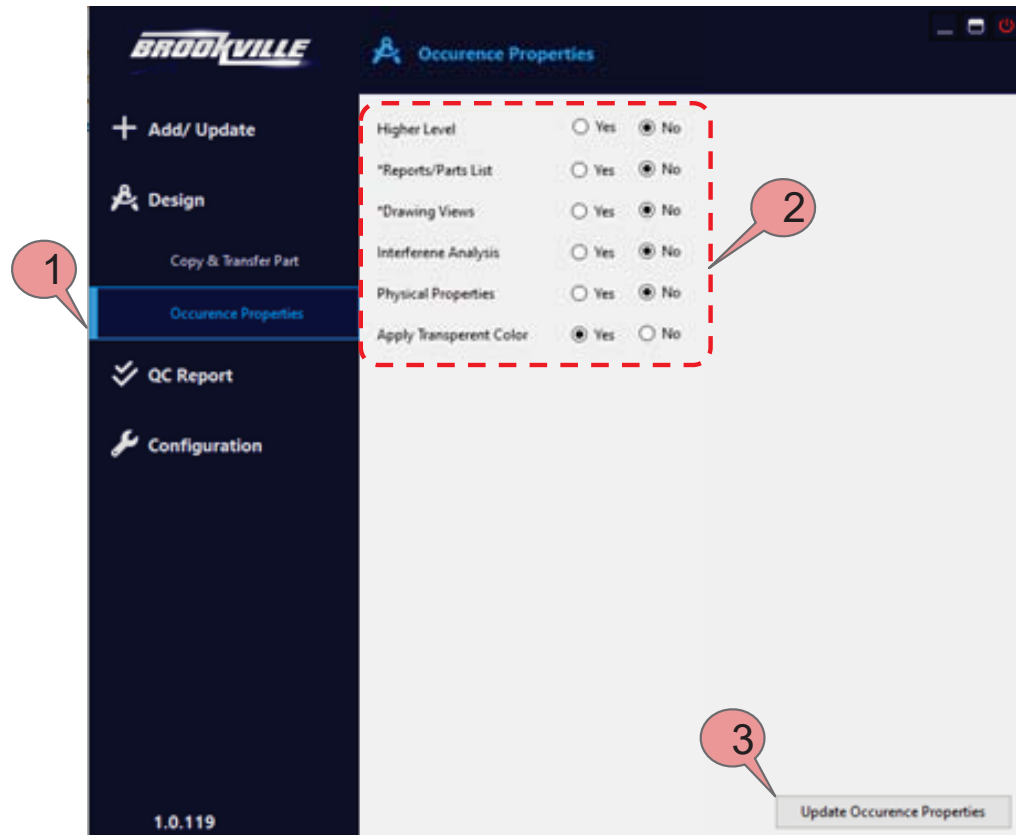 BROOKVILLE
Occurence Properties
Add/ Update
Design
Copy & Transfer Part
Occurence Properties
QC Report
Configuration
1.0.119
Higher Level Yes No
*Reports/Parts List Yes No
*Drawing Views Yes No
Interferene Analysis Yes No
Physical Properties Yes No
Apply Transperent Color Yes No
Update Occurence Properties
1
2
3